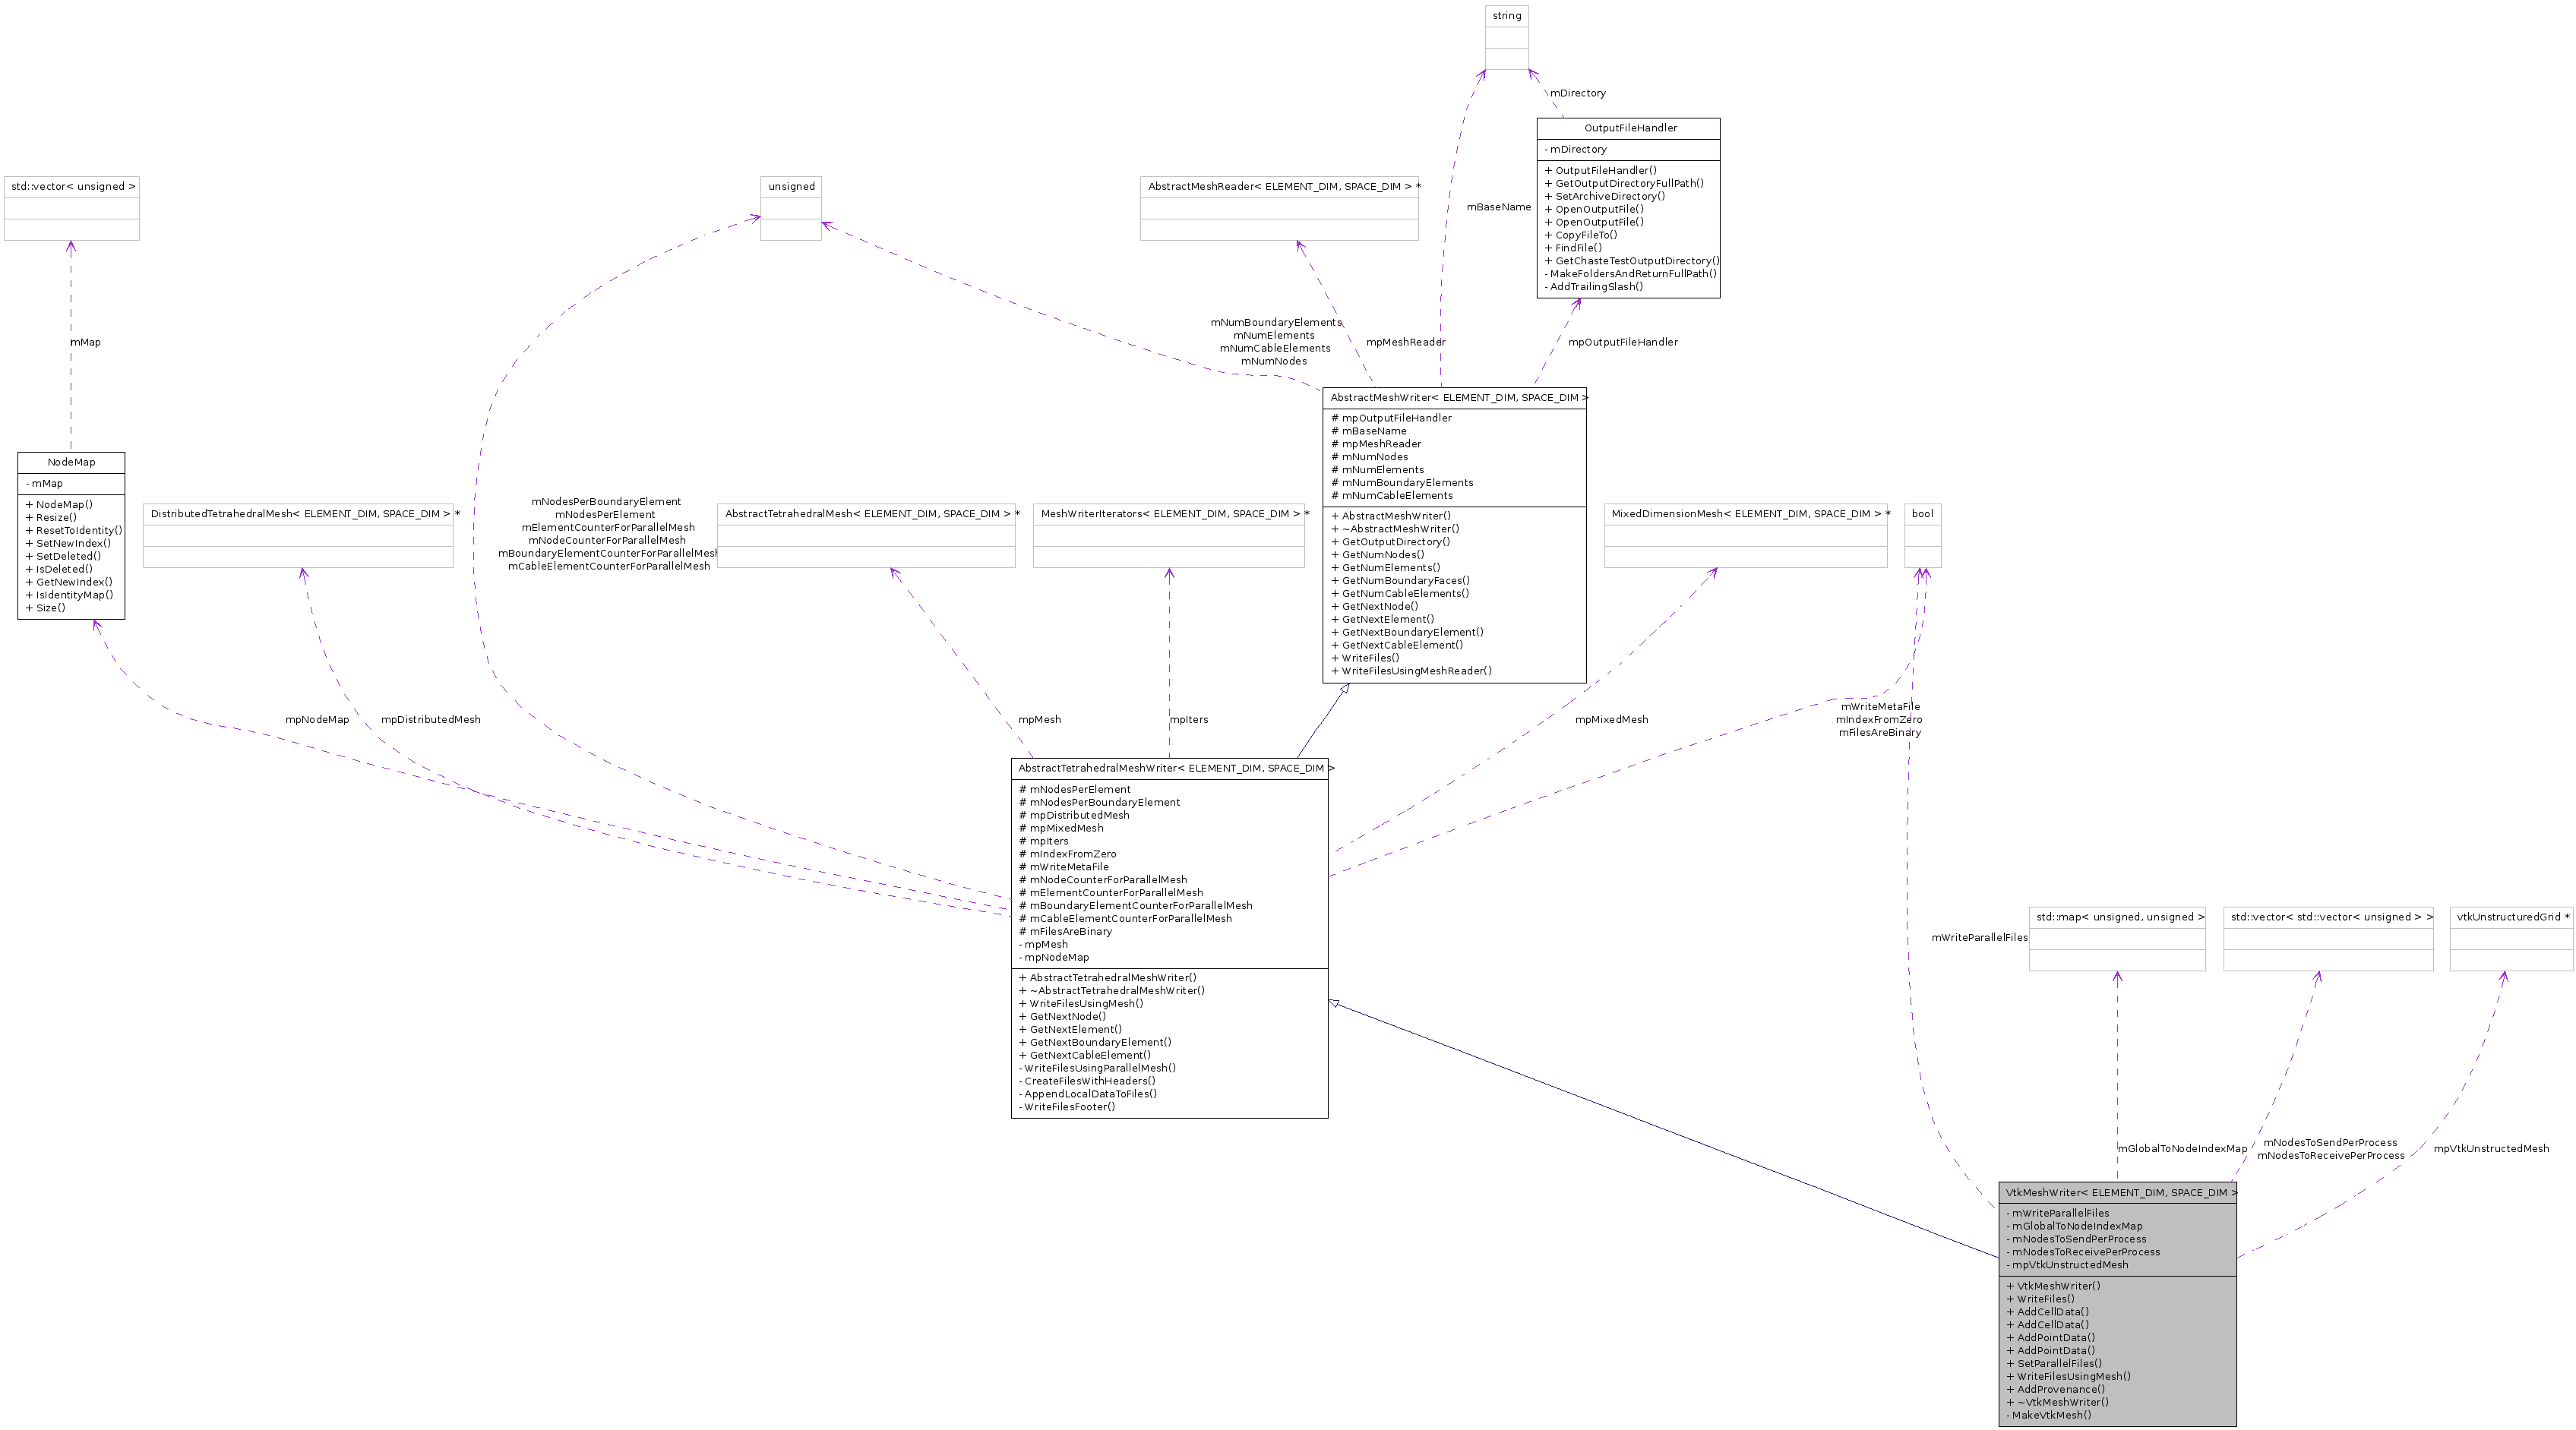 string
mDirectory
OutputFileHandler
- mDirectory
+ OutputFileHandler()
+ GetOutputDirectoryFullPath()
+ SetArchiveDirectory()
+ OpenOutputFile()
+ OpenOutputFile()
+ CopyFileTo()
+ FindFile()
+ GetChasteTestOutputDirectory()
- MakeFoldersAndReturnFullPath()
- AddTrailingSlash()
std::vector< unsigned >
unsigned
AbstractMeshReader< ELEMENT_DIM, SPACE_DIM > *
mBaseName
mMap
mNumBoundaryElements
mNumElements
mNumCableElements
mNumNodes
mpMeshReader
mpOutputFileHandler
AbstractMeshWriter< ELEMENT_DIM, SPACE_DIM >
# mpOutputFileHandler
# mBaseName
# mpMeshReader
# mNumNodes
# mNumElements
# mNumBoundaryElements
# mNumCableElements
+ AbstractMeshWriter()
+ ~AbstractMeshWriter()
+ GetOutputDirectory()
+ GetNumNodes()
+ GetNumElements()
+ GetNumBoundaryFaces()
+ GetNumCableElements()
+ GetNextNode()
+ GetNextElement()
+ GetNextBoundaryElement()
+ GetNextCableElement()
+ WriteFiles()
+ WriteFilesUsingMeshReader()
NodeMap
- mMap
+ NodeMap()
+ Resize()
+ ResetToIdentity()
+ SetNewIndex()
+ SetDeleted()
+ IsDeleted()
+ GetNewIndex()
+ IsIdentityMap()
+ Size()
DistributedTetrahedralMesh< ELEMENT_DIM, SPACE_DIM > *
mNodesPerBoundaryElement
mNodesPerElement
mElementCounterForParallelMesh
mNodeCounterForParallelMesh
mBoundaryElementCounterForParallelMesh
mCableElementCounterForParallelMesh
AbstractTetrahedralMesh< ELEMENT_DIM, SPACE_DIM > *
MeshWriterIterators< ELEMENT_DIM, SPACE_DIM > *
MixedDimensionMesh< ELEMENT_DIM, SPACE_DIM > *
bool
mpNodeMap
mpDistributedMesh
mpMesh
mpIters
mpMixedMesh
mWriteMetaFile
mIndexFromZero
mFilesAreBinary
AbstractTetrahedralMeshWriter< ELEMENT_DIM, SPACE_DIM >
# mNodesPerElement
# mNodesPerBoundaryElement
# mpDistributedMesh
# mpMixedMesh
# mpIters
# mIndexFromZero
# mWriteMetaFile
# mNodeCounterForParallelMesh
# mElementCounterForParallelMesh
# mBoundaryElementCounterForParallelMesh
# mCableElementCounterForParallelMesh
# mFilesAreBinary
- mpMesh
- mpNodeMap
+ AbstractTetrahedralMeshWriter()
+ ~AbstractTetrahedralMeshWriter()
+ WriteFilesUsingMesh()
+ GetNextNode()
+ GetNextElement()
+ GetNextBoundaryElement()
+ GetNextCableElement()
- WriteFilesUsingParallelMesh()
- CreateFilesWithHeaders()
- AppendLocalDataToFiles()
- WriteFilesFooter()
mWriteParallelFiles
std::map< unsigned, unsigned >
std::vector< std::vector< unsigned > >
vtkUnstructuredGrid *
mGlobalToNodeIndexMap
mNodesToSendPerProcess
mNodesToReceivePerProcess
mpVtkUnstructedMesh
VtkMeshWriter< ELEMENT_DIM, SPACE_DIM >
- mWriteParallelFiles
- mGlobalToNodeIndexMap
- mNodesToSendPerProcess
- mNodesToReceivePerProcess
- mpVtkUnstructedMesh
+ VtkMeshWriter()
+ WriteFiles()
+ AddCellData()
+ AddCellData()
+ AddPointData()
+ AddPointData()
+ SetParallelFiles()
+ WriteFilesUsingMesh()
+ AddProvenance()
+ ~VtkMeshWriter()
- MakeVtkMesh()